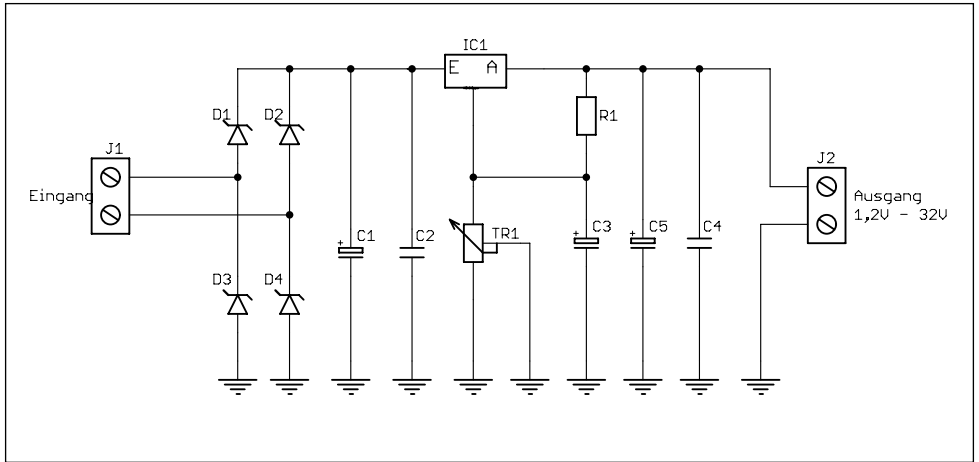 IC1
E A
D1 D2
R1
J1
J2
Eingang
Ausgang
1,2V - 32V
C1 C2 TR1 C3 C5 C4
D3 D4